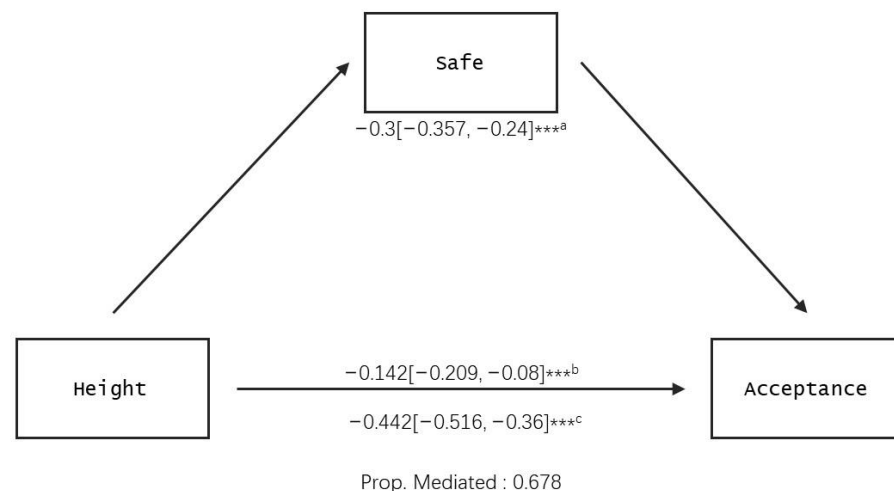 Safe
−0.3[−0.357, −0.24]***ᵃ
−0.142[−0.209, −0.08]***ᵇ
Height
Acceptance
−0.442[−0.516, −0.36]***ᶜ
Prop. Mediated : 0.678